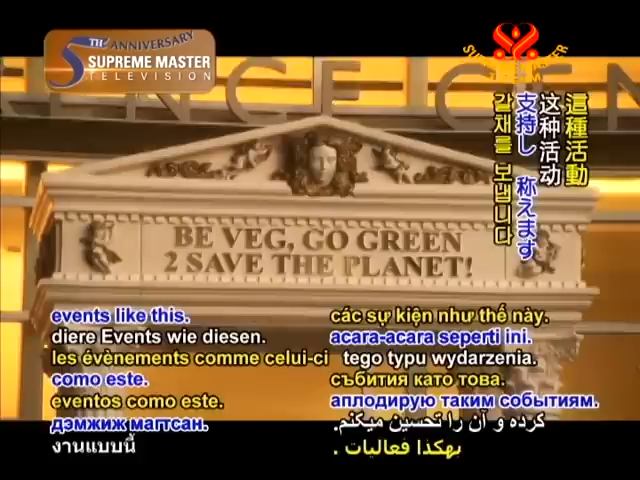 5TH ANNIVERSARY
SUPREME MASTER
TELEVISION
BE VEG, GO GREEN
2 SAVE THE PLANET!
這種活動
这种活动
支持し 称えます
갈채를 보냅니다
events like this.
diere Events wie diesen.
les évènements comme celui-ci
como este.
eventos como este.
дэмжиж магтсан.
งานแบบนี้
các sự kiện như thế này.
acara-acara seperti ini.
tego typu wydarzenia.
събития като това.
аплодирую таким событиям.
کرده و آن را تحسین میکنم.
بهكذا فعاليات .